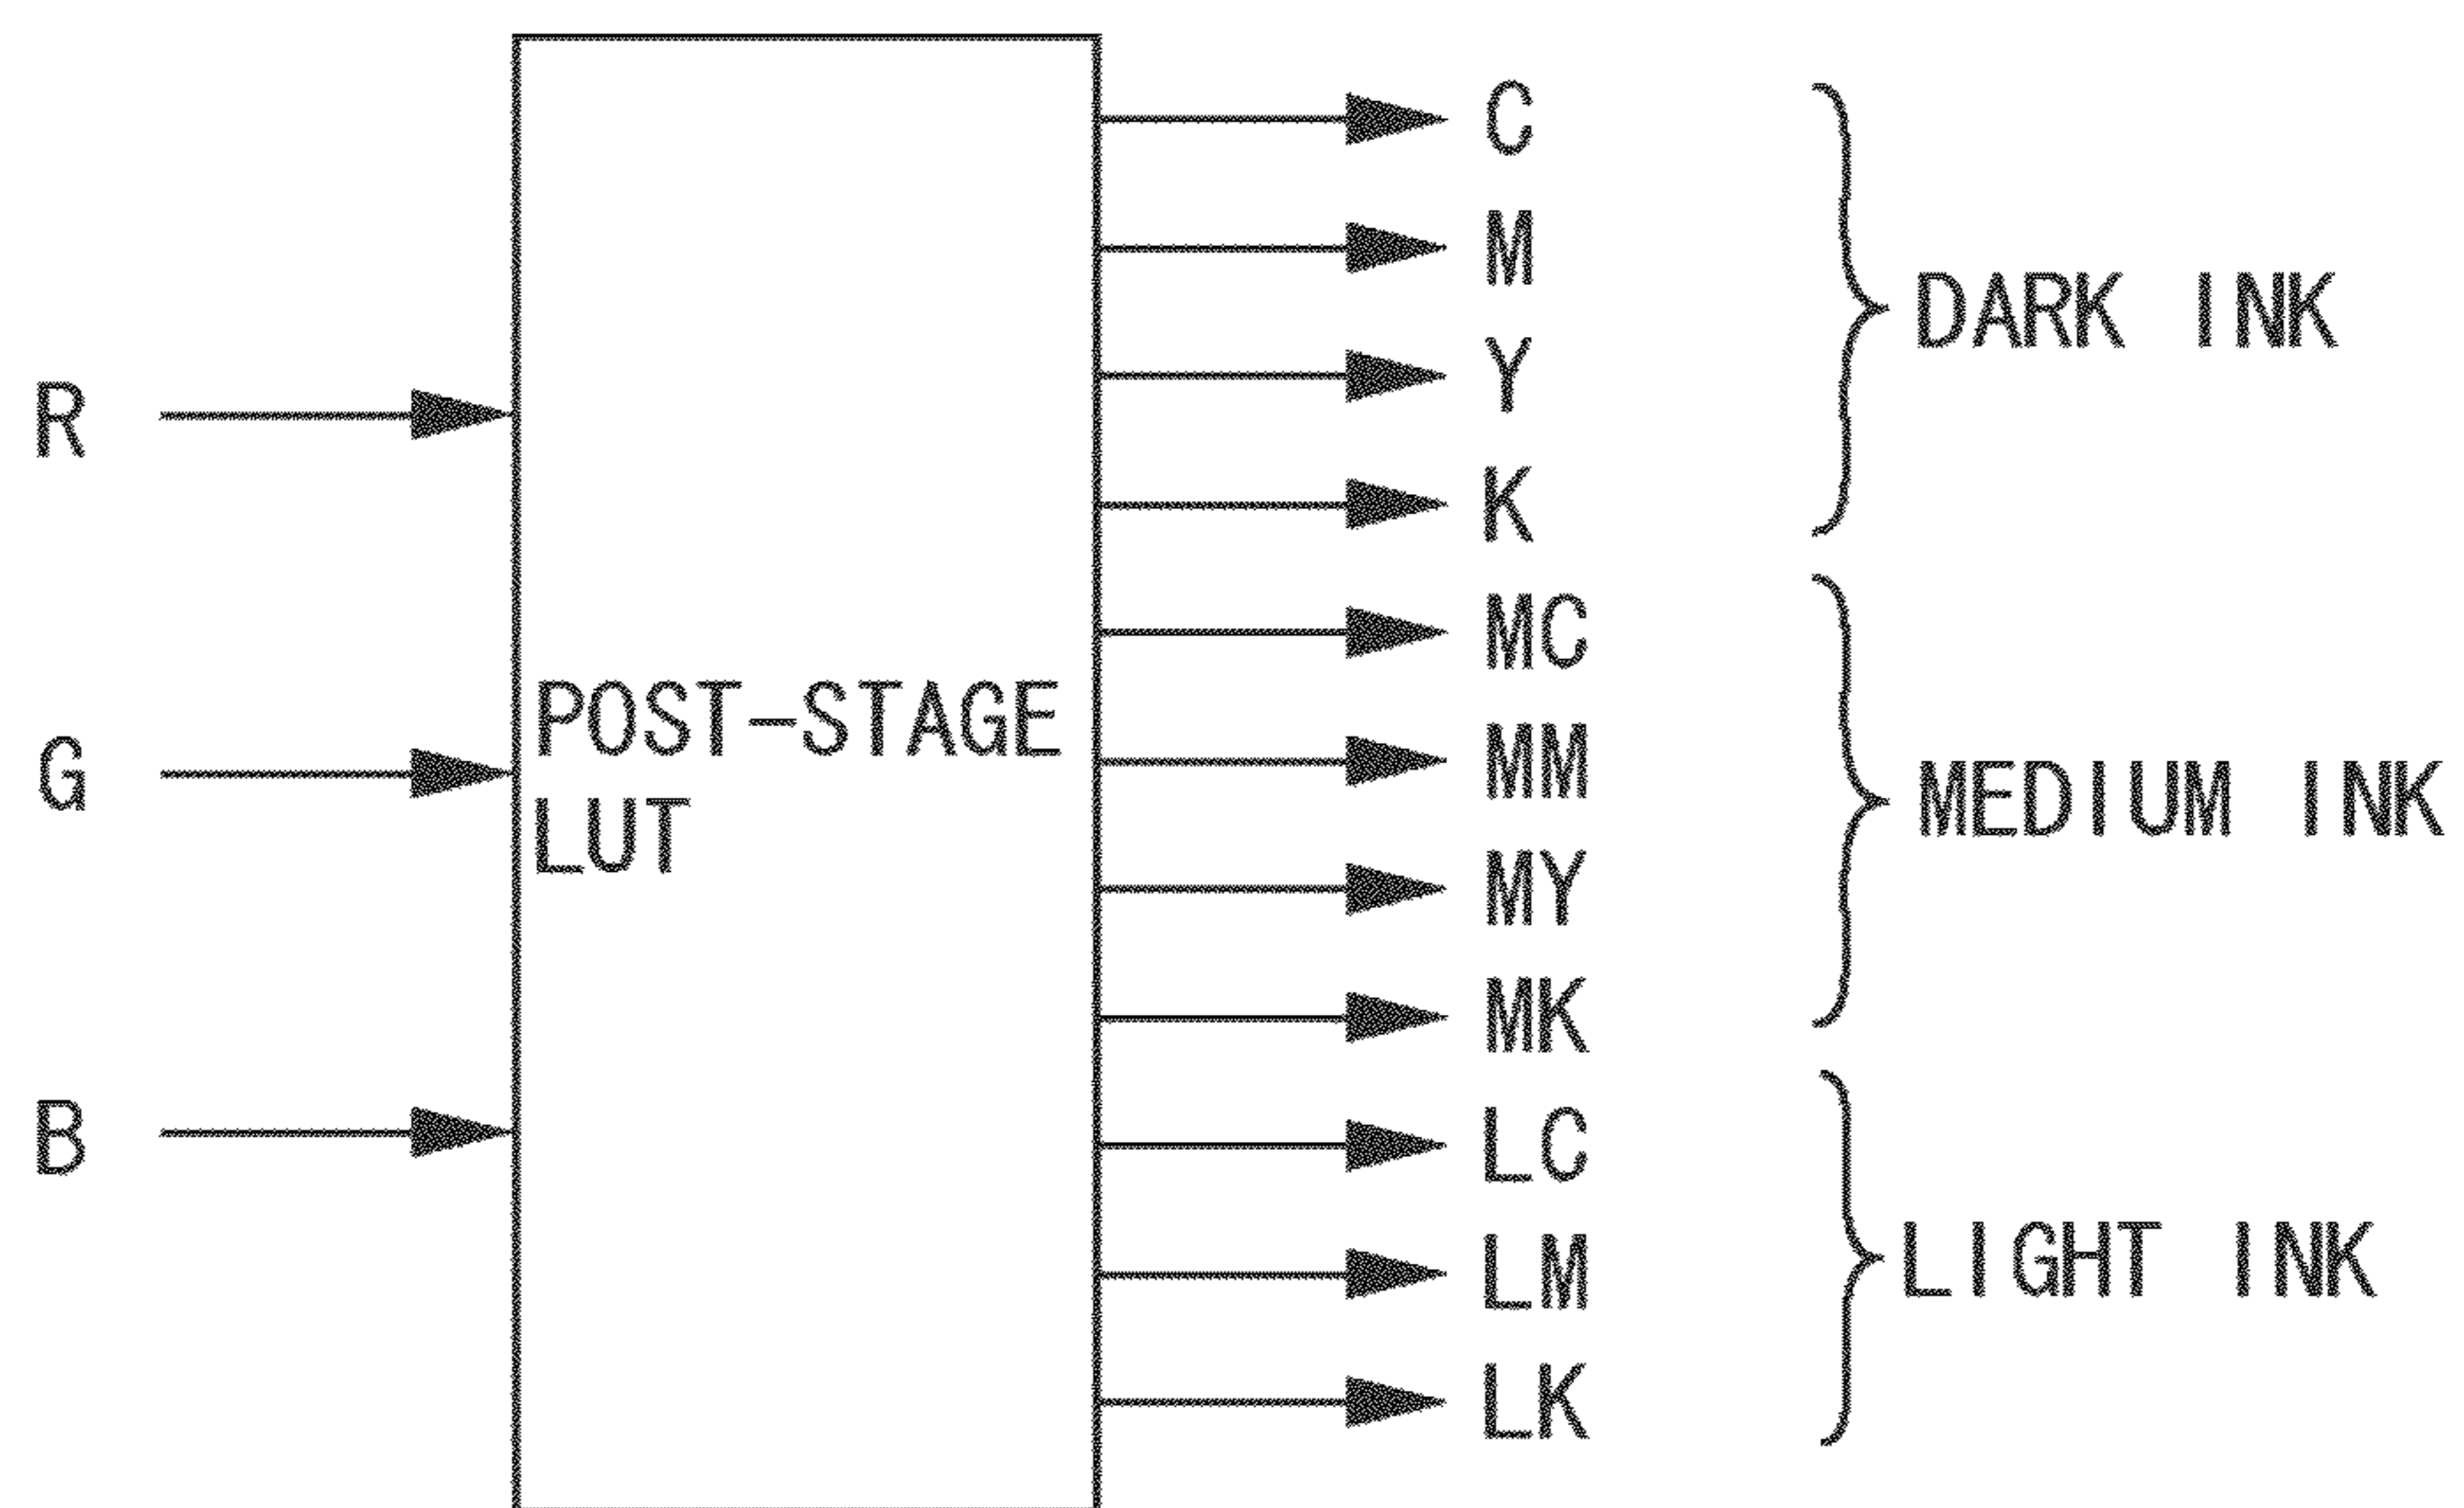 R
G
B
POST-STAGE
LUT
C
M
Y
K
MC
MM
MY
MK
LC
LM
LK
DARK INK
MEDIUM INK
LIGHT INK